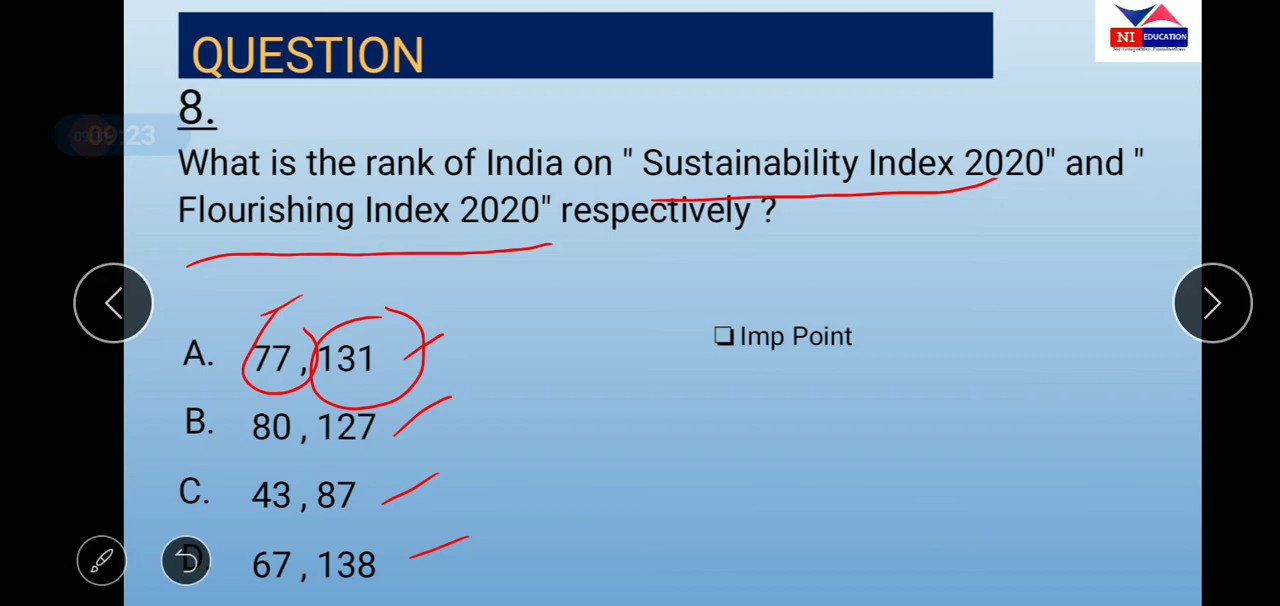 QUESTION
NI EDUCATION
8.
09:23
What is the rank of India on " Sustainability Index 2020" and "
Flourishing Index 2020" respectively ?
A. 77 , 131
❑ Imp Point
B. 80 , 127
C. 43 , 87
D. 67 , 138